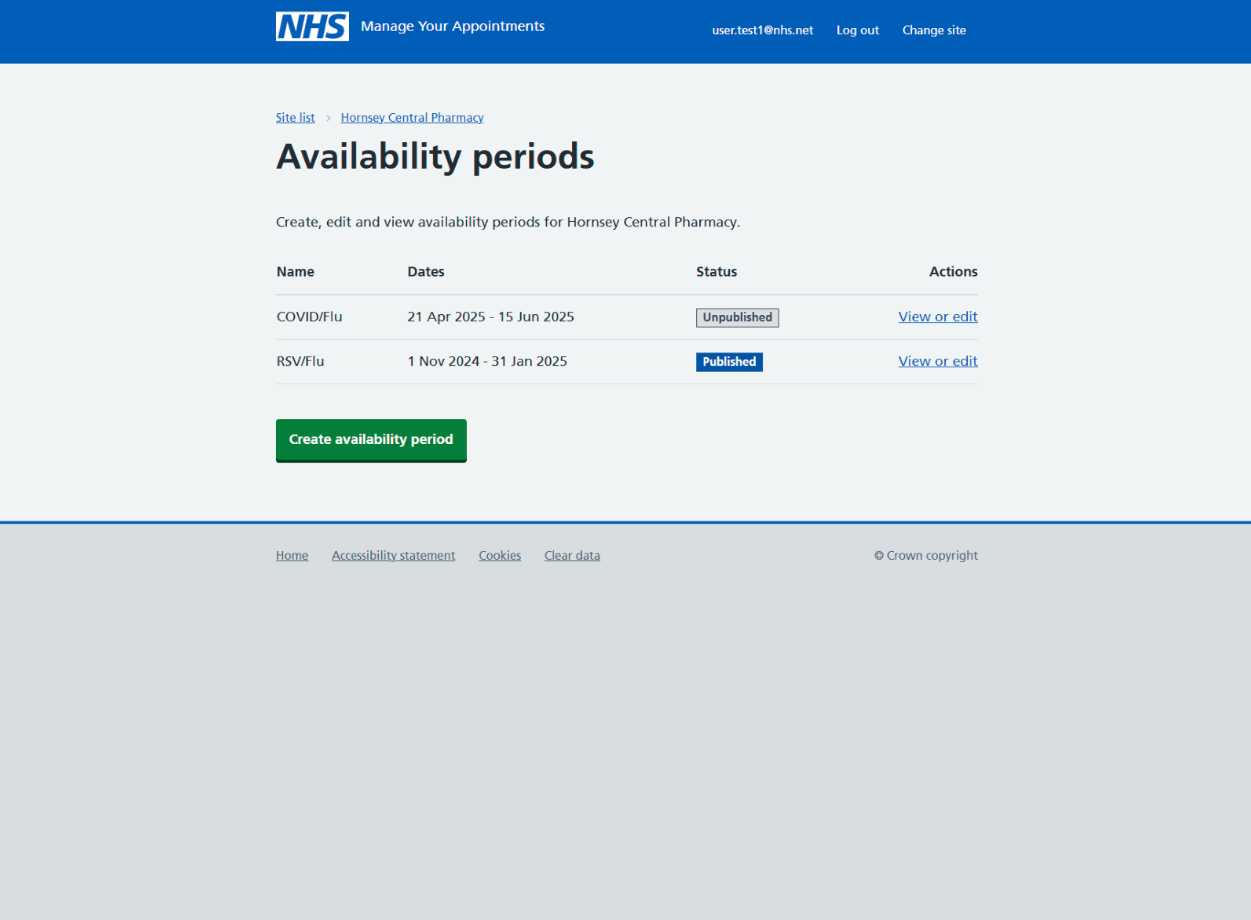 NHS Manage Your Appointments user.test1@nhs.net Log out Change site
Site list › Hornsey Central Pharmacy
Availability periods
Create, edit and view availability periods for Hornsey Central Pharmacy.
Name Dates Status Actions
COVID/Flu 21 Apr 2025 - 15 Jun 2025 Unpublished View or edit
RSV/Flu 1 Nov 2024 - 31 Jan 2025 Published View or edit
Create availability period
Home Accessibility statement Cookies Clear data © Crown copyright